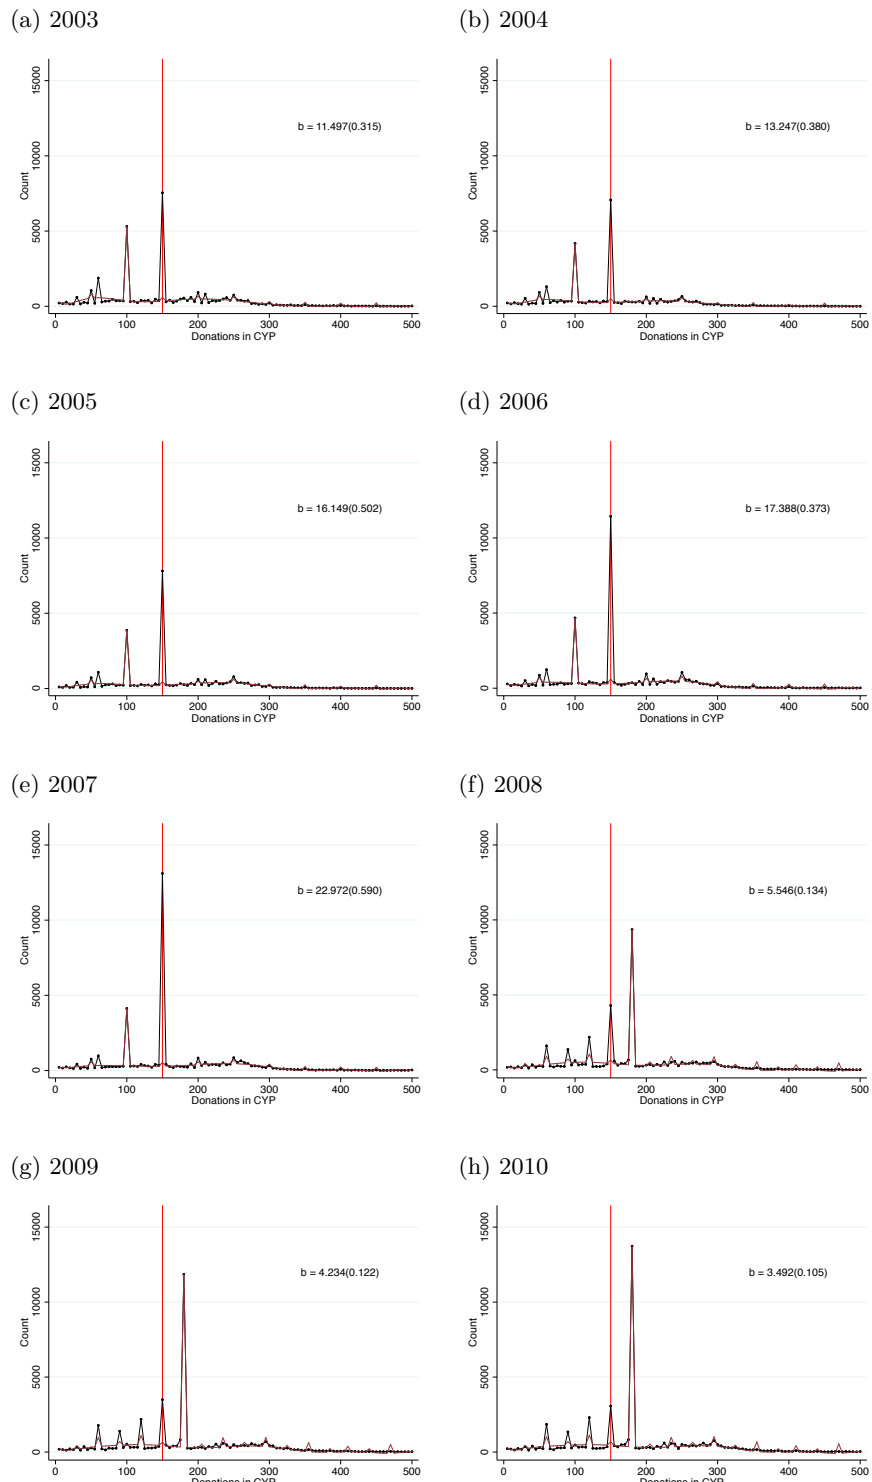 (a) 2003
(b) 2004
15000
10000
5000
0
Count
b = 11.497(0.315)
0 100 200 300 400 500
Donations in CYP
15000
10000
5000
0
Count
b = 13.247(0.380)
0 100 200 300 400 500
Donations in CYP
(c) 2005
(d) 2006
15000
10000
5000
0
Count
b = 16.149(0.502)
0 100 200 300 400 500
Donations in CYP
15000
10000
5000
0
Count
b = 17.388(0.373)
0 100 200 300 400 500
Donations in CYP
(e) 2007
(f) 2008
15000
10000
5000
0
Count
b = 22.972(0.590)
0 100 200 300 400 500
Donations in CYP
15000
10000
5000
0
Count
b = 5.546(0.134)
0 100 200 300 400 500
Donations in CYP
(g) 2009
(h) 2010
15000
10000
5000
0
Count
b = 4.234(0.122)
0 100 200 300 400 500
Donations in CYP
15000
10000
5000
0
Count
b = 3.492(0.105)
0 100 200 300 400 500
Donations in CYP